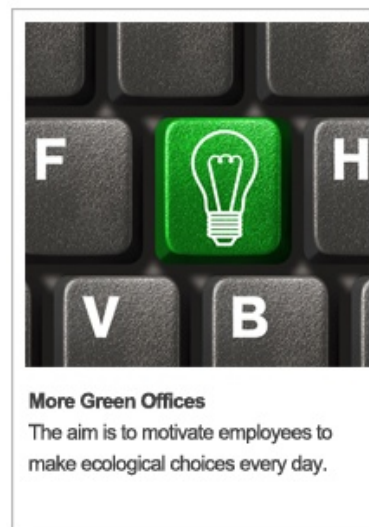 F
H
V
B
More Green Offices
The aim is to motivate employees to
make ecological choices every day.